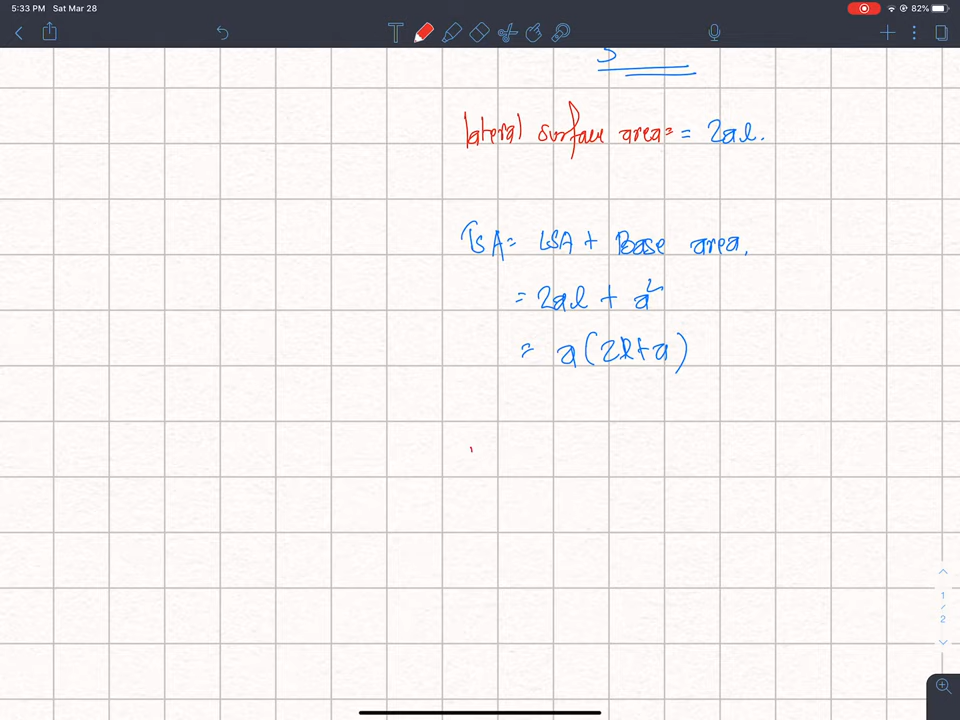 5:33 PM Sat Mar 28
82%
T
lateral surface area = = 2al.
TSA = LSA + Base area.
= 2al + a²
= a(2l+a)
1
/
2